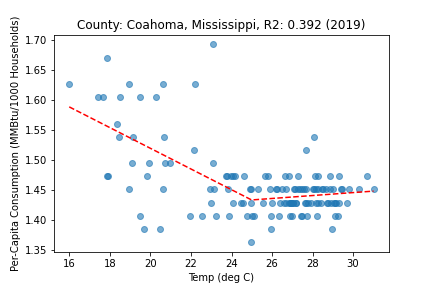 County: Coahoma, Mississippi, R2: 0.392 (2019)
Per-Capita Consumption (MMBtu/1000 Households)
1.70
1.65
1.60
1.55
1.50
1.45
1.40
1.35
16 18 20 22 24 26 28 30
Temp (deg C)